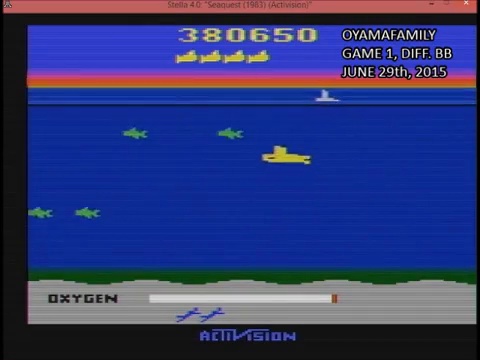 Stella 4.0: "Seaquest (1983) (Activision)"
380650
OYAMAFAMILY
GAME 1, DIFF. BB
JUNE 29th, 2015
OXYGEN
ACTIVISION